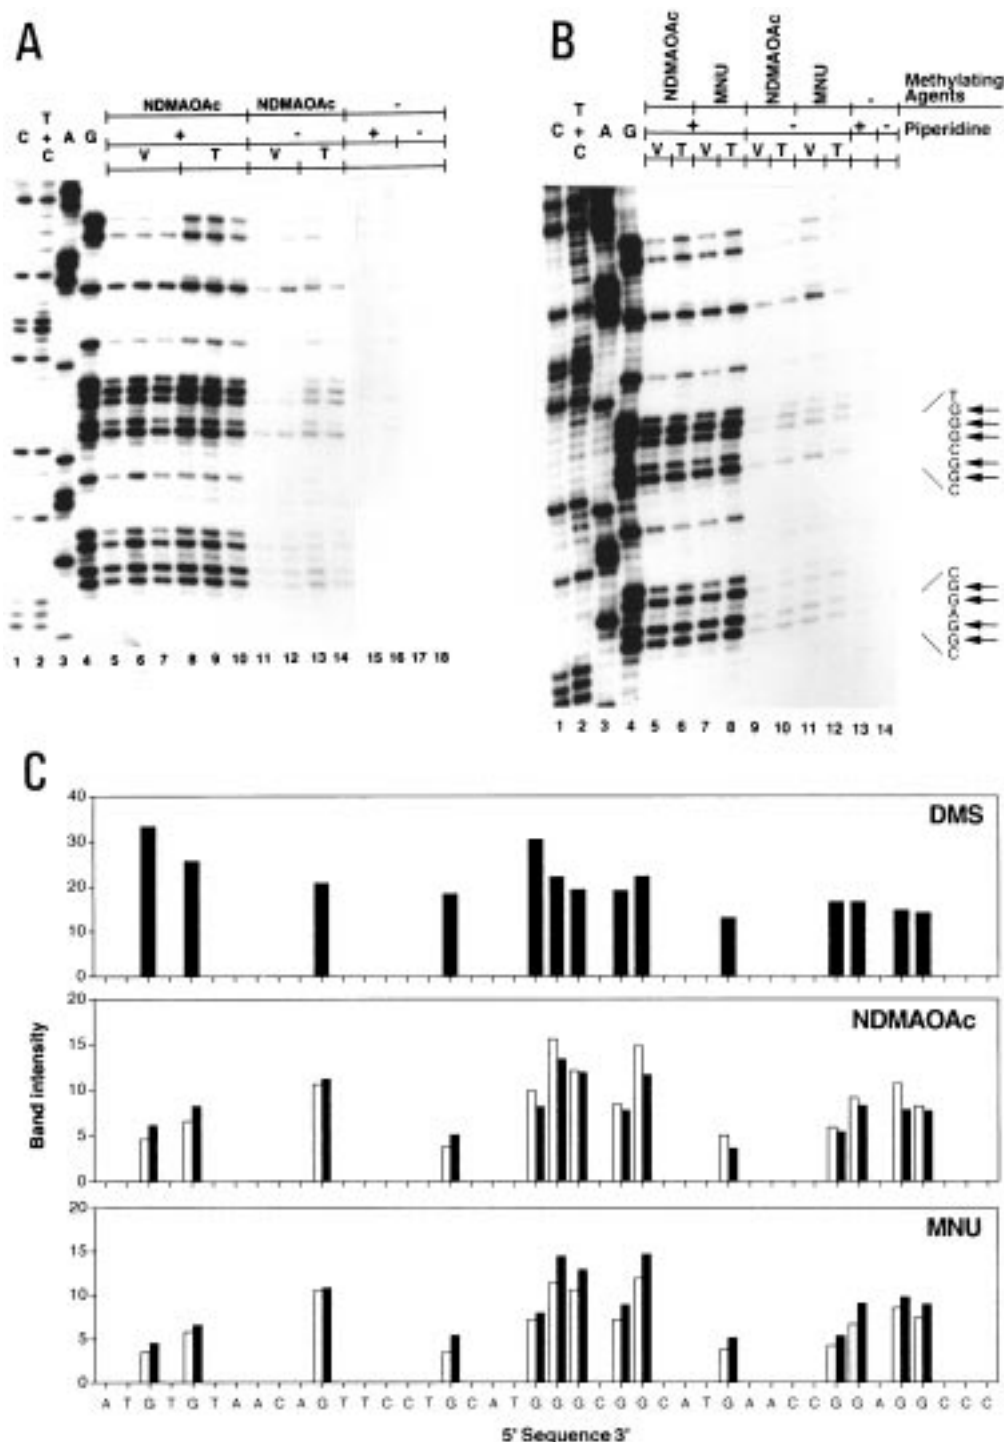 A
NDMAOAc NDMAOAc -
C T + C A G + - + -
V T V T
1 2 3 4 5 6 7 8 9 10 11 12 13 14 15 16 17 18
B
NDMAOAc MNU NDMAOAc MNU - Methylating Agents
C T + C A G + - + - Piperidine
V T V T V T V T
1 2 3 4 5 6 7 8 9 10 11 12 13 14
C
Band intensity
DMS
40
30
20
10
0
NDMAOAc
20
15
10
5
0
MNU
20
15
10
5
0
A T G T G T A A C A G T T C C T G C A T G G G C G G C A T G A A C C G G A G G C C C
5' Sequence 3'